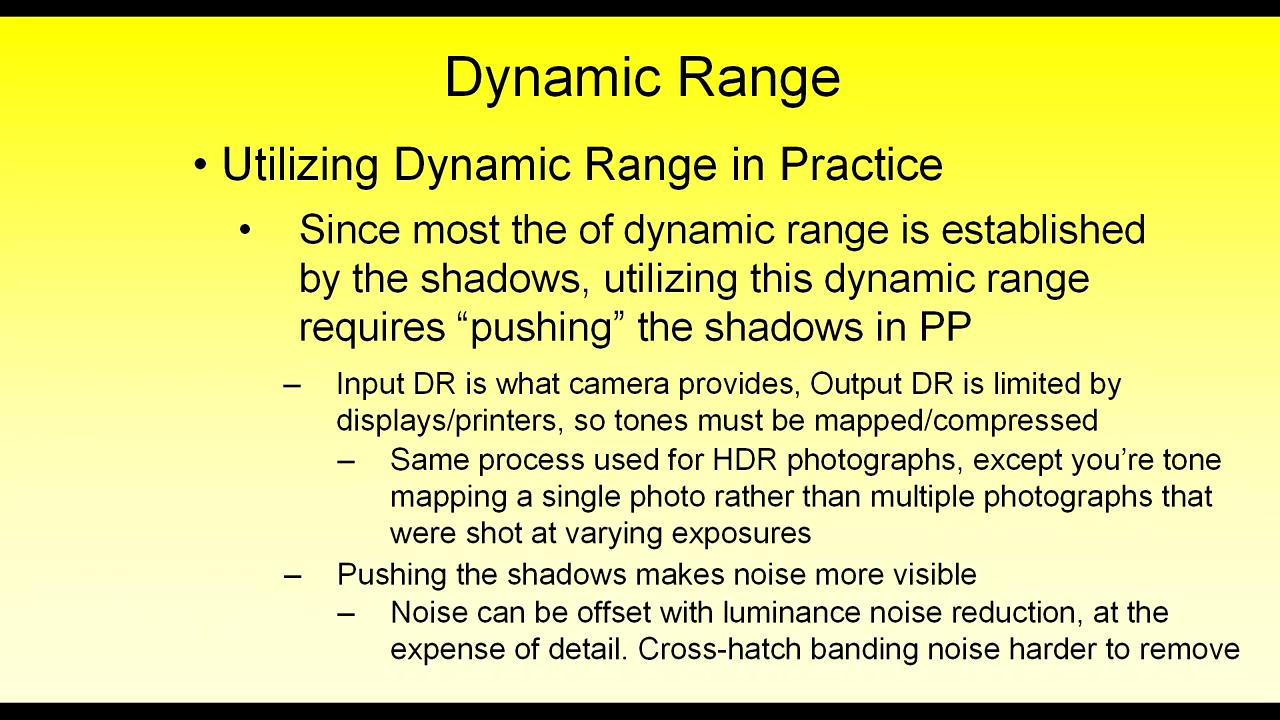 Dynamic Range
• Utilizing Dynamic Range in Practice
• Since most the of dynamic range is established
by the shadows, utilizing this dynamic range
requires “pushing” the shadows in PP
– Input DR is what camera provides, Output DR is limited by
displays/printers, so tones must be mapped/compressed
– Same process used for HDR photographs, except you’re tone
mapping a single photo rather than multiple photographs that
were shot at varying exposures
– Pushing the shadows makes noise more visible
– Noise can be offset with luminance noise reduction, at the
expense of detail. Cross-hatch banding noise harder to remove